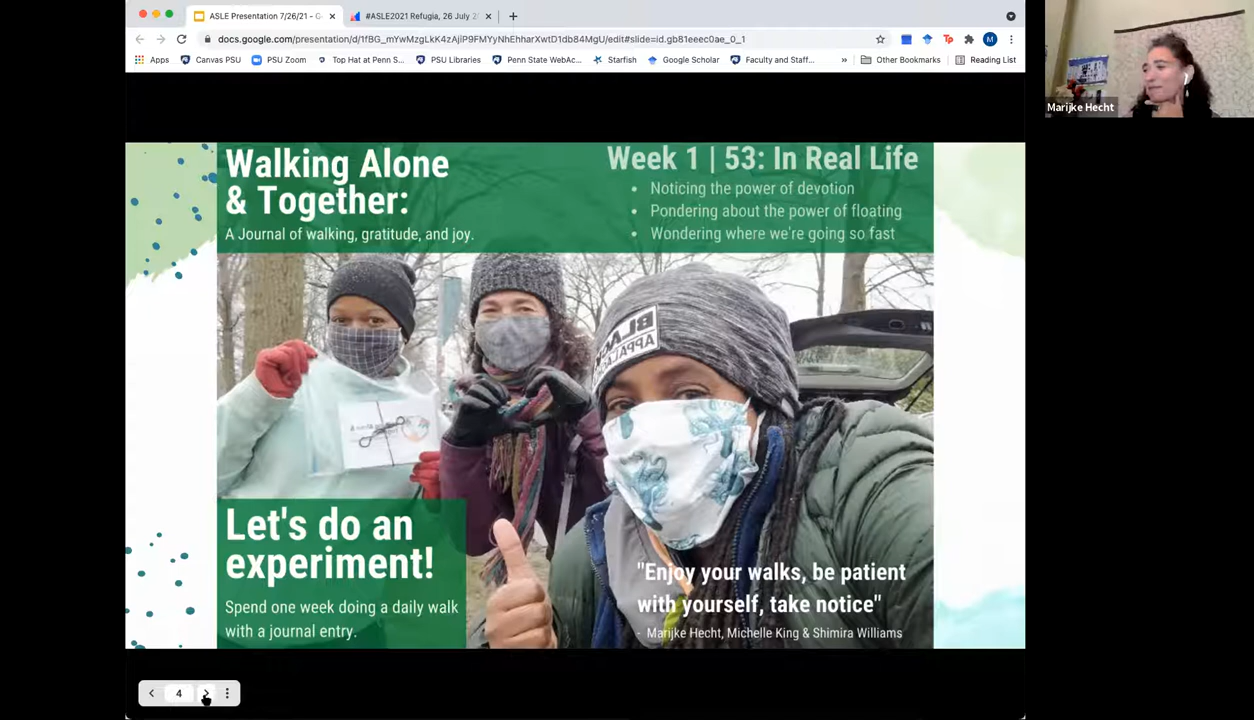 ASLE Presentation 7/26/21 - G
#ASLE2021 Refugia, 26 July 2
docs.google.com/presentation/d/1fBG_mYwMzgLkK4zAjiP9FMYyNhEhharXwtD1db84MgU/edit#slide=id.gb81eeec0ae_0_1
Apps Canvas PSU PSU Zoom Top Hat at Penn S... PSU Libraries Penn State WebAc... Starfish Google Scholar Faculty and Staff... » Other Bookmarks Reading List
Marijke Hecht
Walking Alone
& Together:
A Journal of walking, gratitude, and joy.
Week 1 | 53: In Real Life
• Noticing the power of devotion
• Pondering about the power of floating
• Wondering where we're going so fast
BLACK
APPALAC
Let's do an
experiment!
Spend one week doing a daily walk
with a journal entry.
"Enjoy your walks, be patient
with yourself, take notice"
- Marijke Hecht, Michelle King & Shimira Williams
4